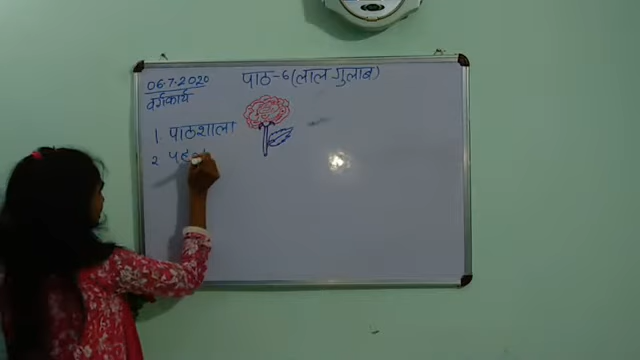 06.7.2020
पाठ-6(लाल गुलाब)
वर्गकार्य
1. पाठशाला
2